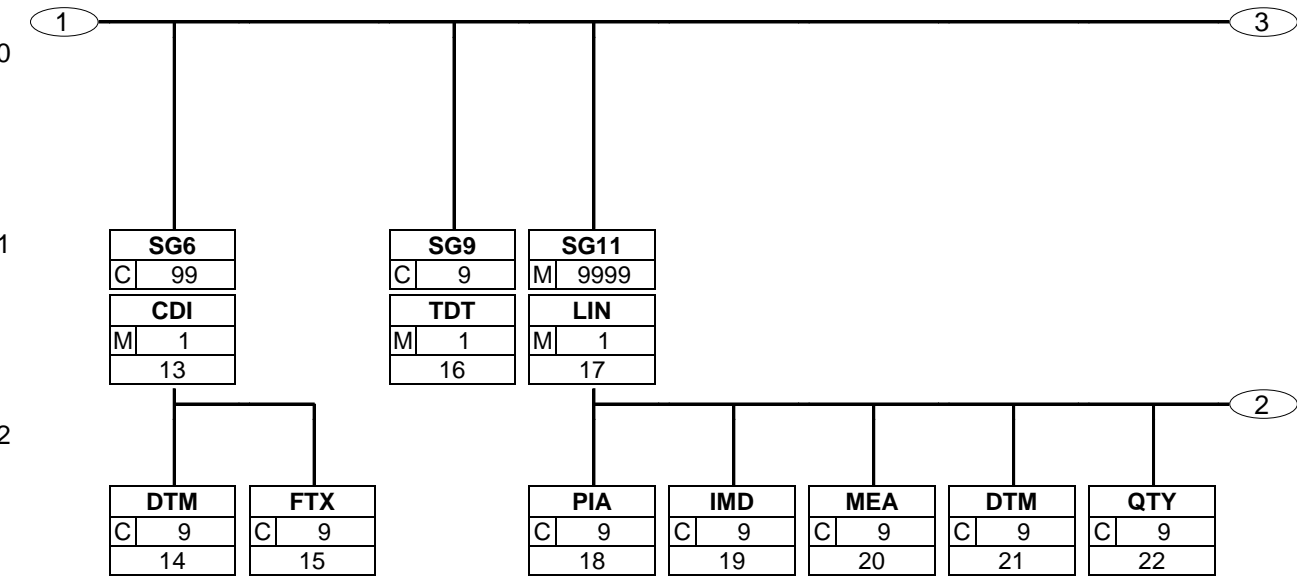 1 3
0
1
SG6 SG9 SG11
C 99 C 9 M 9999
CDI TDT LIN
M 1 M 1 M 1
13 16 17
2
2
DTM FTX PIA IMD MEA DTM QTY
C 9 C 9 C 9 C 9 C 9 C 9 C 9
14 15 18 19 20 21 22